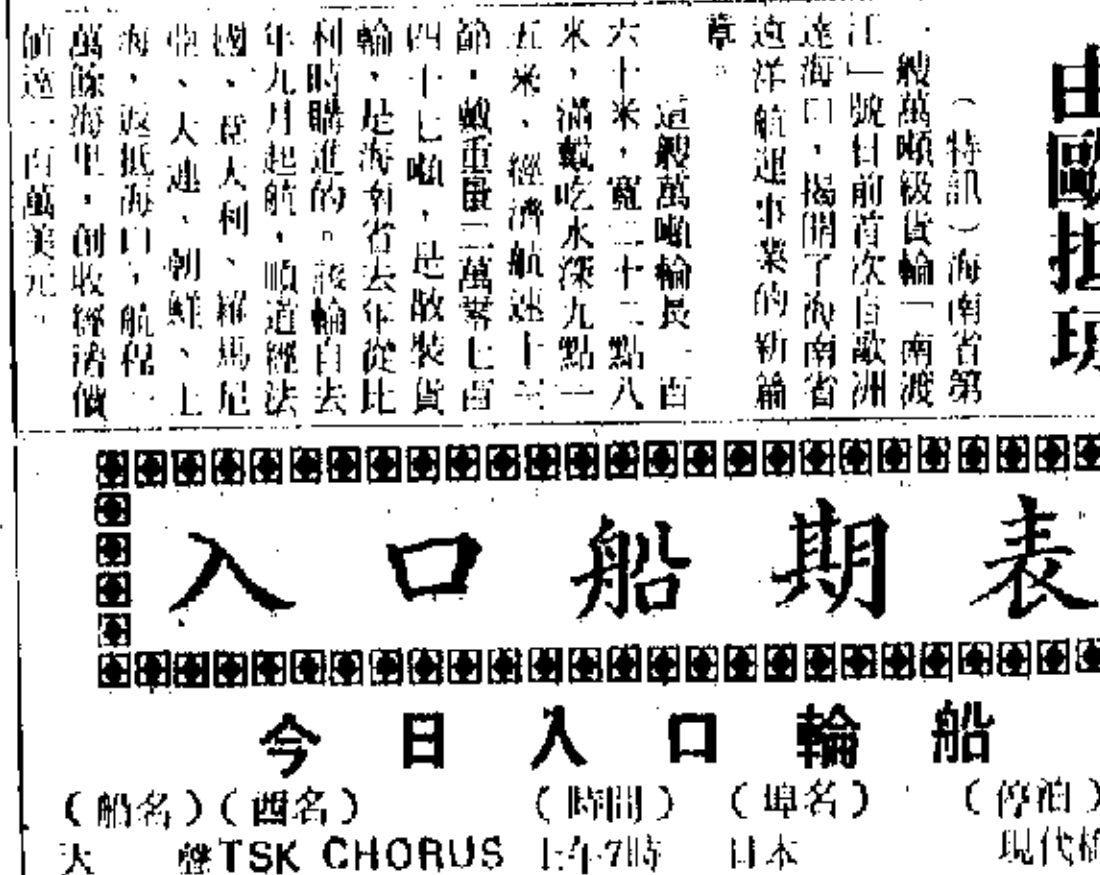 由歐抵瓊
（特訊）海南省第
一艘萬噸級貨輪「南渡
江」號日前首次自歐洲
達海口，揭開了海南省
遠洋航運事業的新篇
章。
這艘萬噸輪長一百
六十米，寬二十二點八
米，滿載吃水深九點一
五米、經濟航速十三
節，載重量二萬零七百
四十七噸，是散裝貨
輪，是海南省去年從比
利時購進的。該輪自去
年九月起航，順道經法
國、意大利、羅馬尼
亞、大連、朝鮮、上
海，返抵海口，航程一
萬餘海里，創收經濟價
值達一百萬美元。
入口船期表
今日入口輪船
（船名）（西名）（時間）（埠名）（停泊）
大聲 TSK CHORUS 上午7時 日本 現代